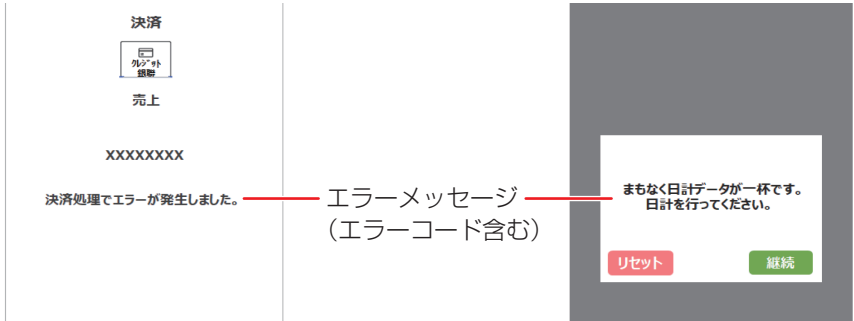 決済
クレジット
銀聯
売上
XXXXXXXX
決済処理でエラーが発生しました。
エラーメッセージ
（エラーコード含む）
まもなく日計データが一杯です。
日計を行ってください。
リセット
継続